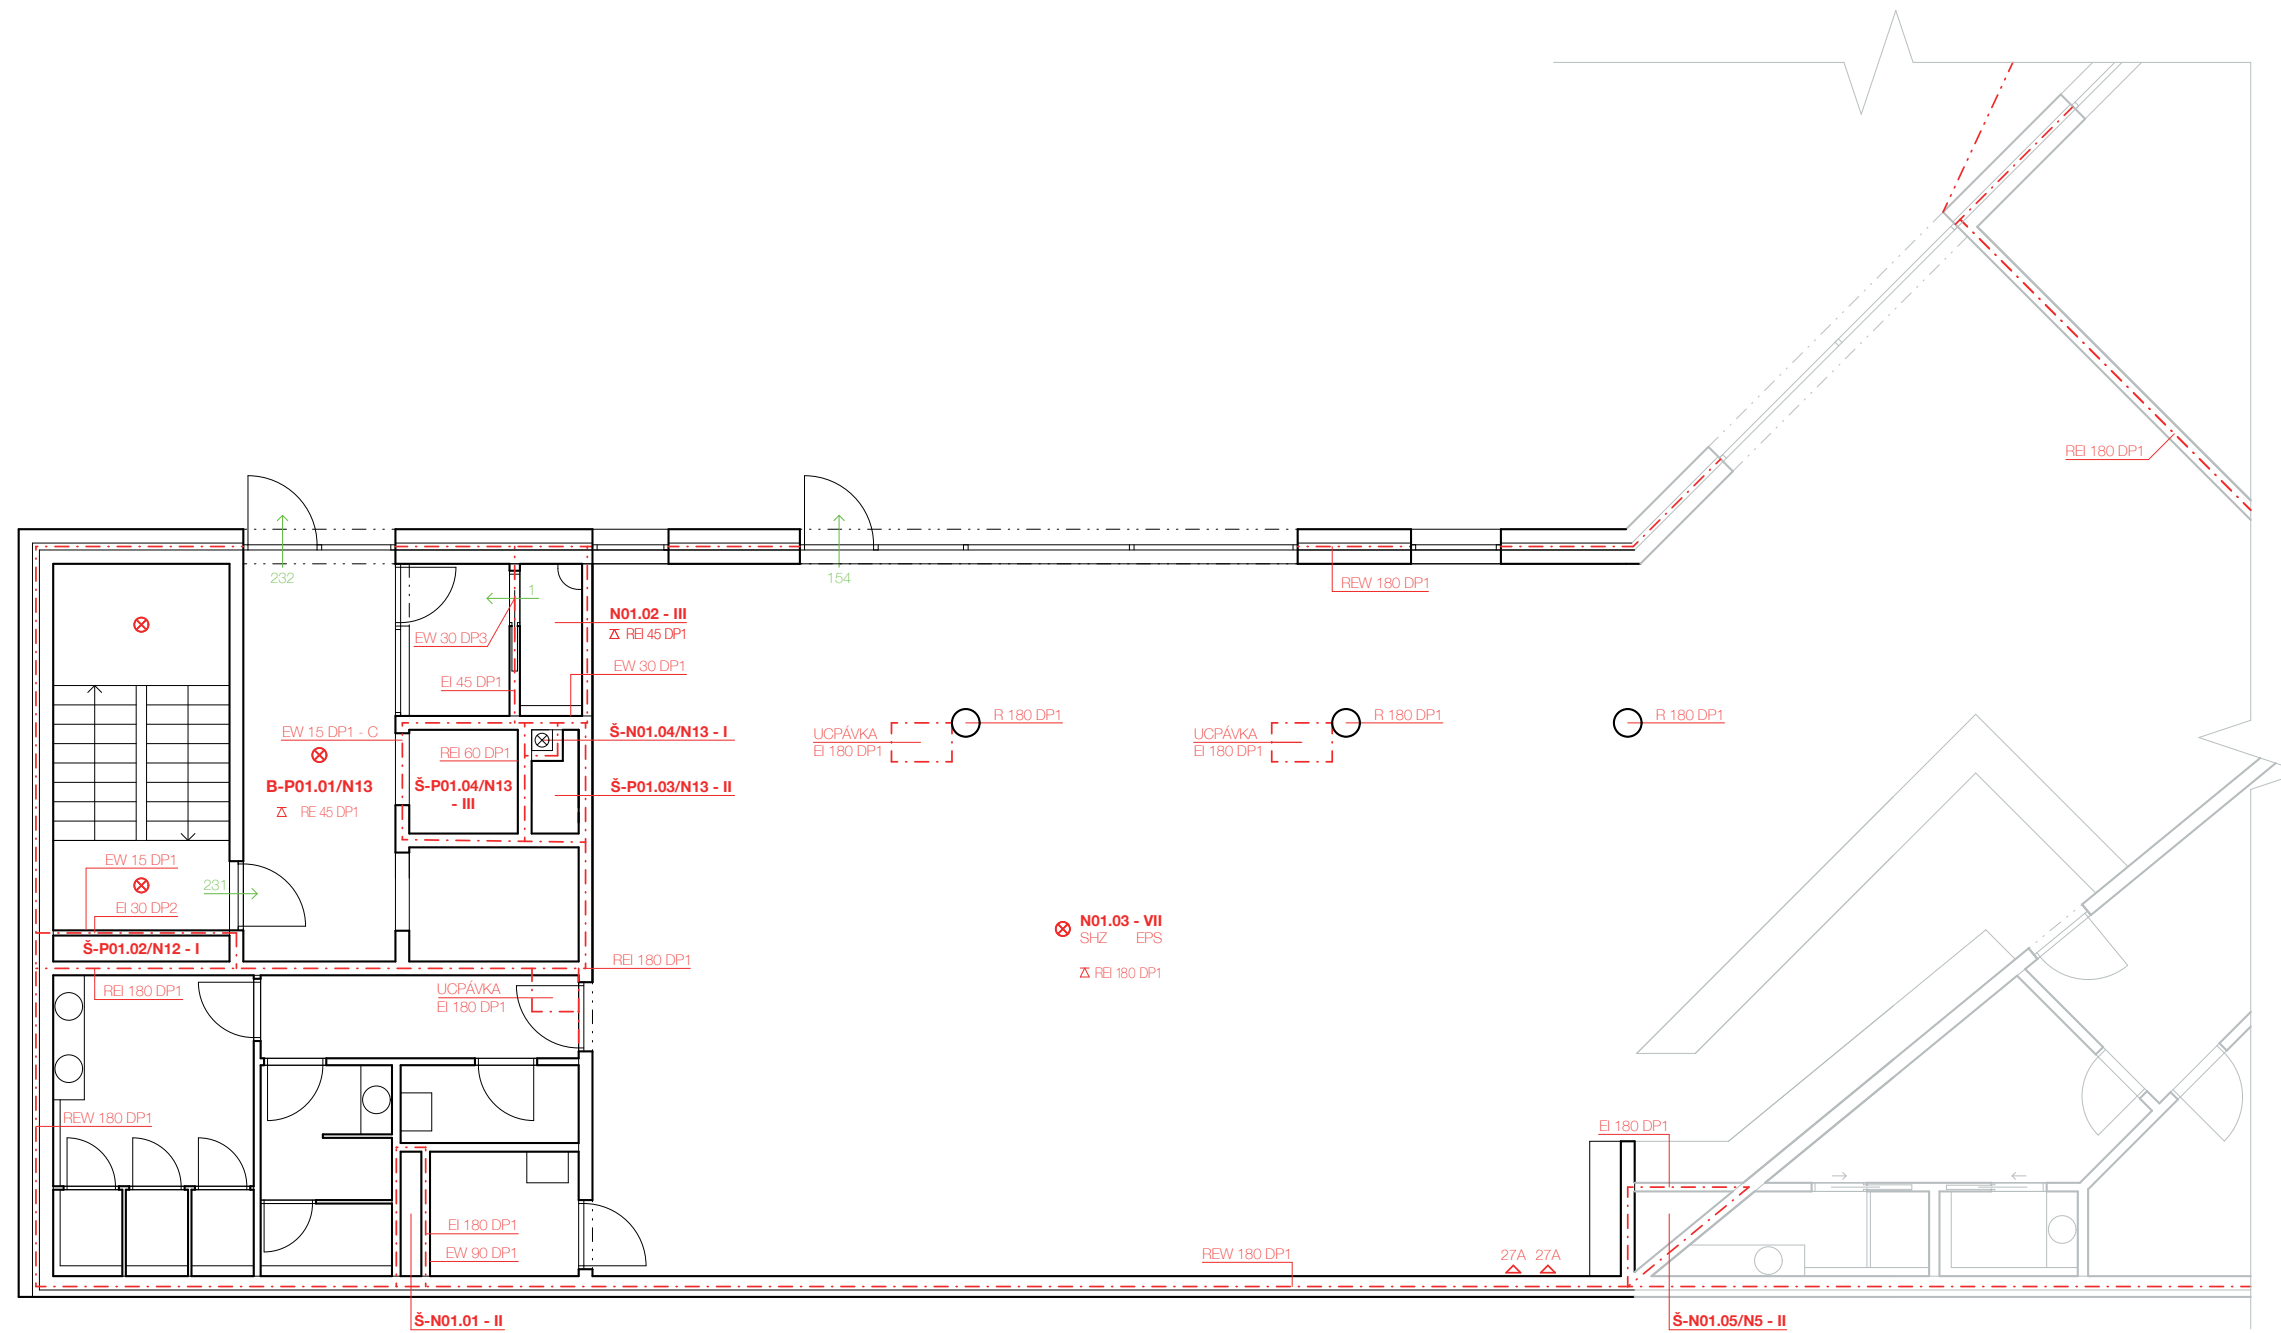 REI 180 DP1
232
154
REW 180 DP1
1
N01.02 - III
REI 45 DP1
EW 30 DP3
EW 30 DP1
EI 45 DP1
R 180 DP1
R 180 DP1
R 180 DP1
EW 15 DP1 - C
Š-N01.04/N13 - I
UCPÁVKA
EI 180 DP1
UCPÁVKA
EI 180 DP1
REI 60 DP1
B-P01.01/N13
Š-P01.04/N13
- III
Š-P01.03/N13 - II
RE 45 DP1
EW 15 DP1
231
EI 30 DP2
N01.03 - VII
SHZ EPS
Š-P01.02/N12 - I
REI 180 DP1
REI 180 DP1
REI 180 DP1
UCPÁVKA
EI 180 DP1
REW 180 DP1
EI 180 DP1
EI 180 DP1
EW 90 DP1
REW 180 DP1
27A 27A
Š-N01.01 - II
Š-N01.05/N5 - II